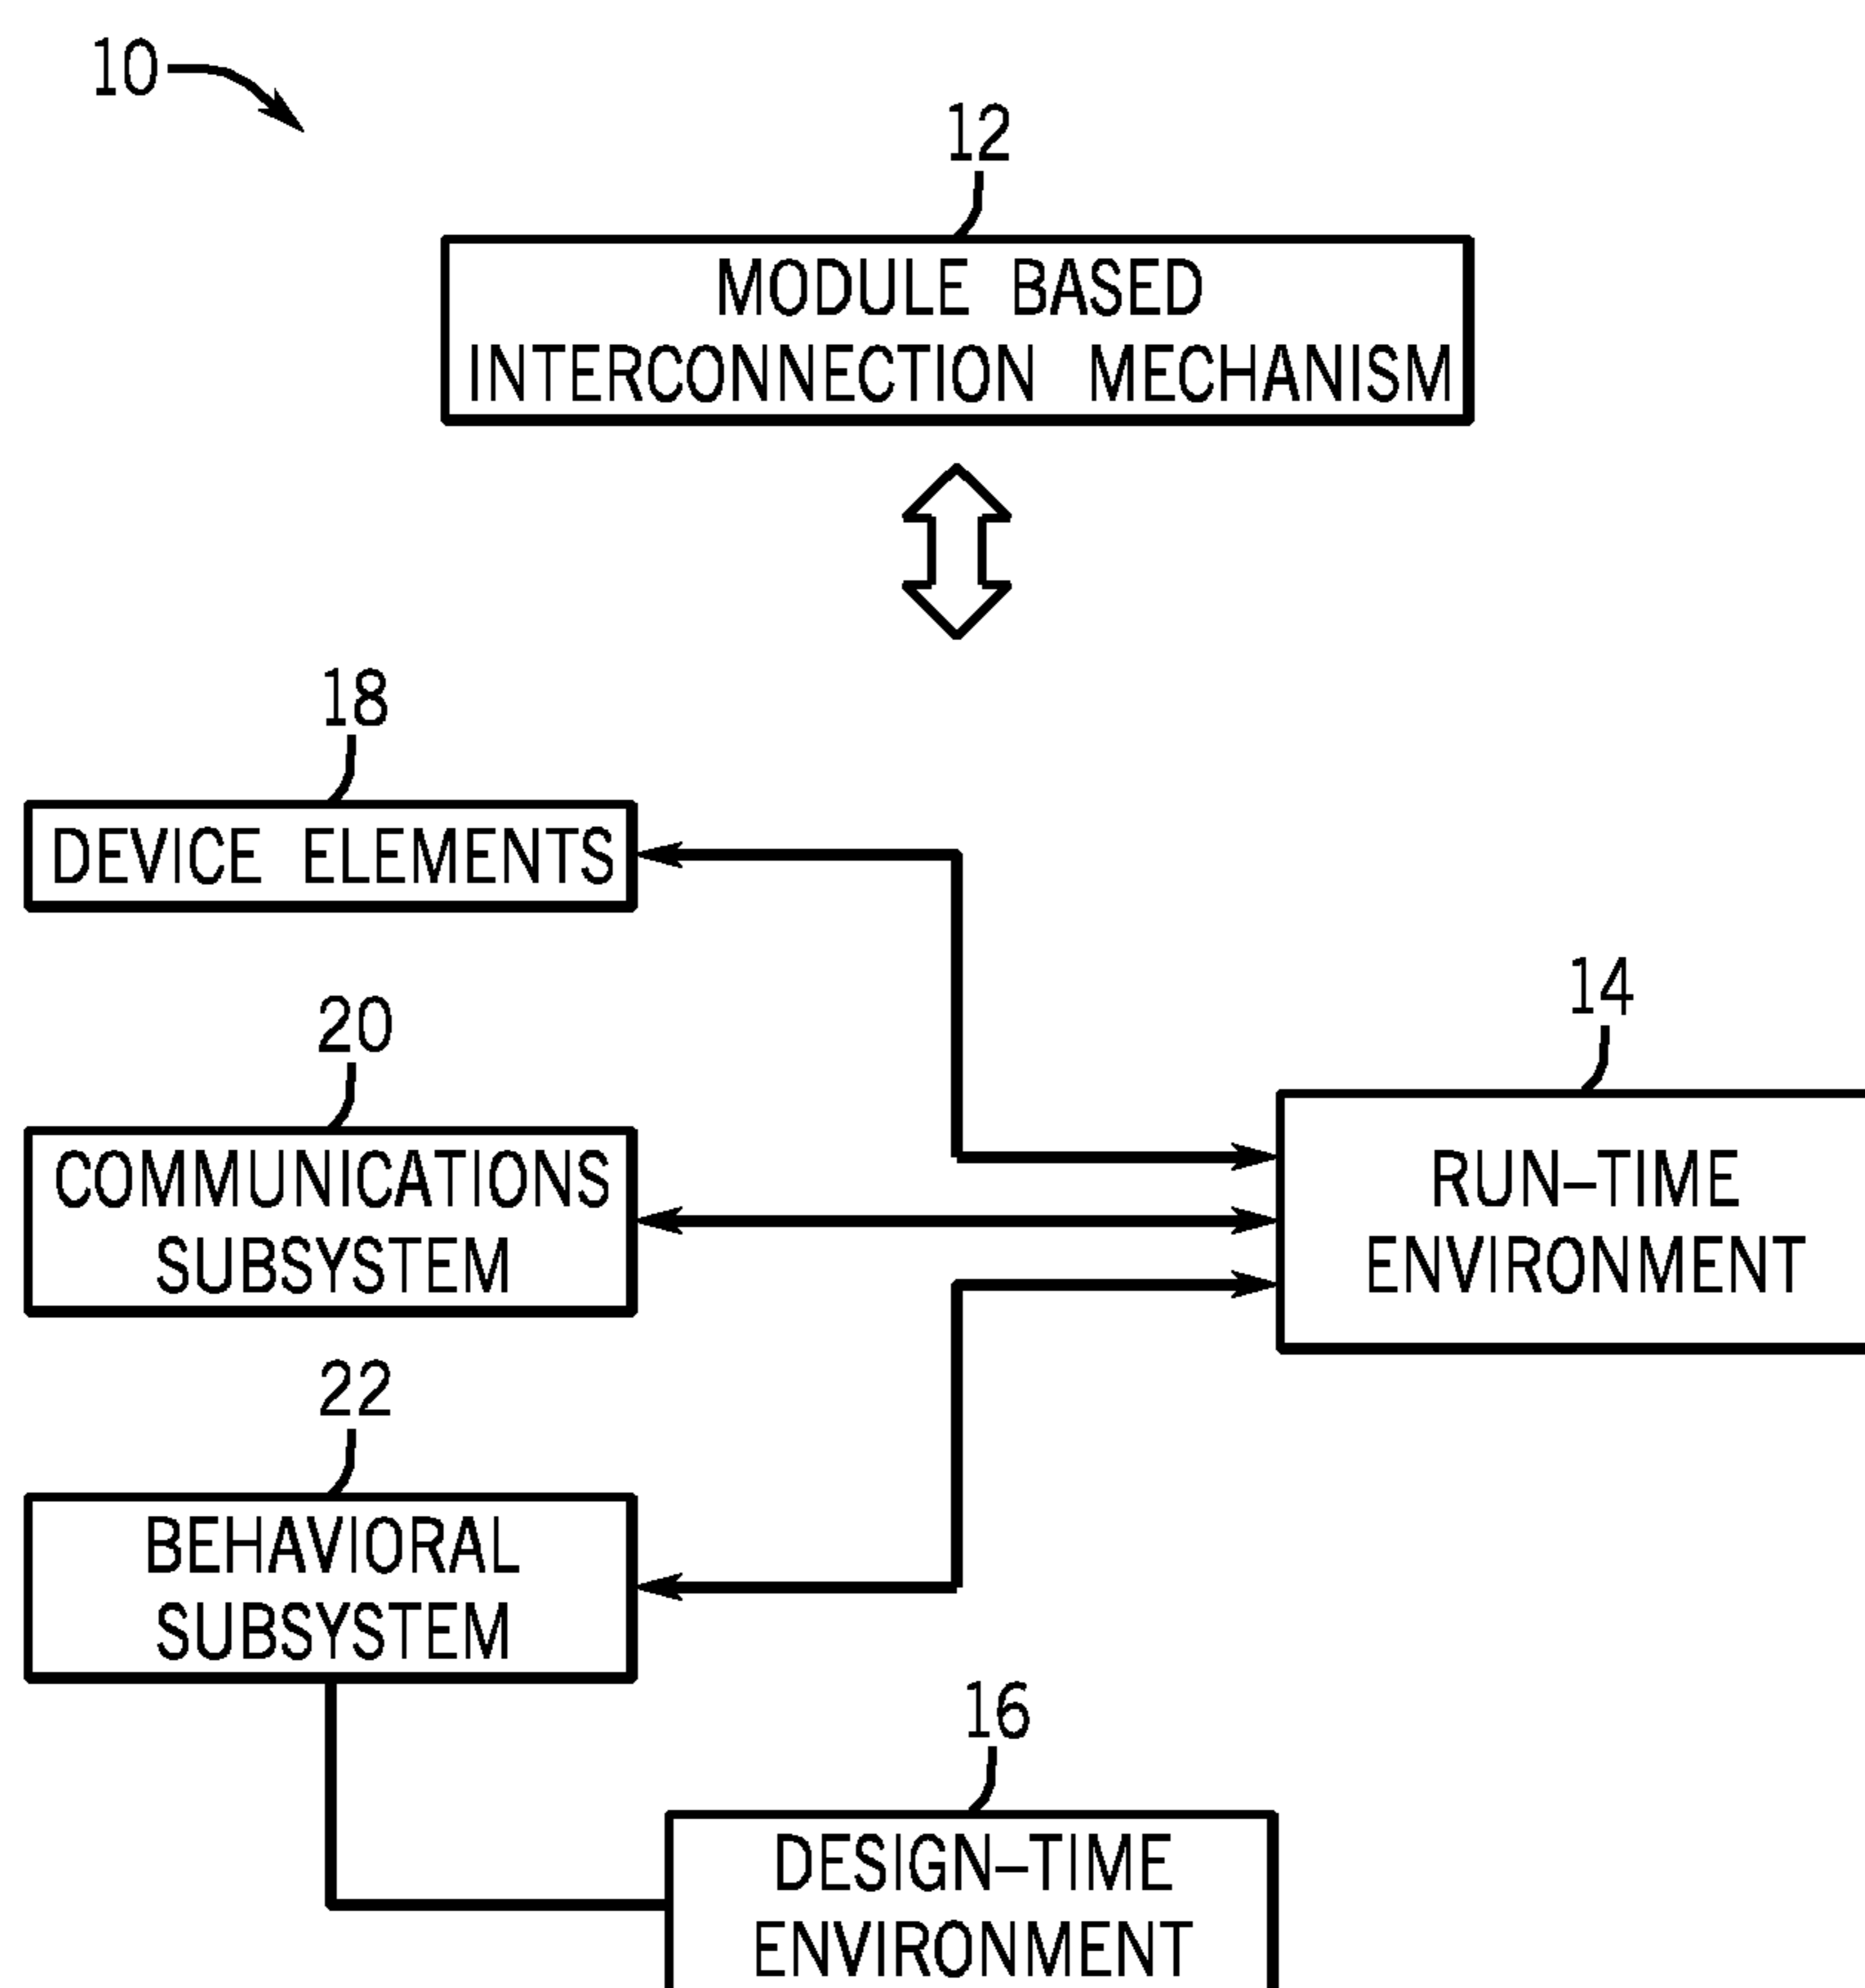 10
12
MODULE BASED
INTERCONNECTION MECHANISM
18
DEVICE ELEMENTS
20
COMMUNICATIONS
SUBSYSTEM
14
RUN–TIME
ENVIRONMENT
22
BEHAVIORAL
SUBSYSTEM
16
DESIGN–TIME
ENVIRONMENT